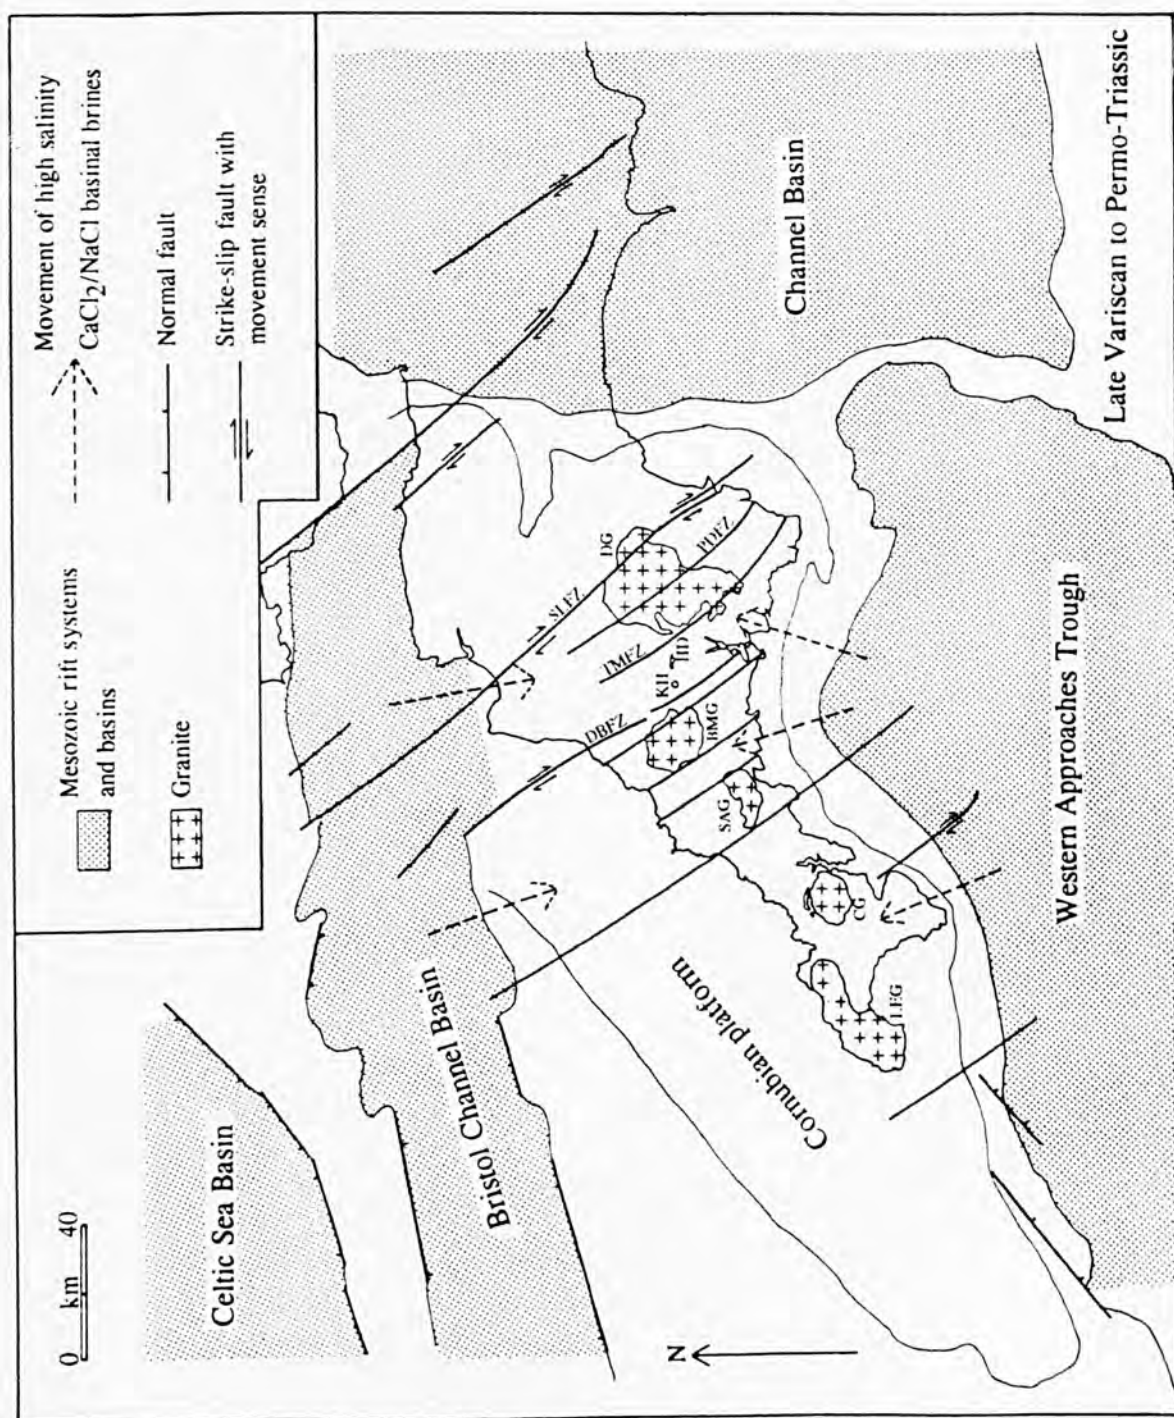 0 km 40
Mesozoic rift systems
and basins
Granite
Movement of high salinity
CaCl2/NaCl basinal brines
Normal fault
Strike-slip fault with
movement sense
Celtic Sea Basin
Bristol Channel Basin
Cornubian platform
Channel Basin
Western Approaches Trough
N
SLFZ
DG
PDFZ
TMFZ
KH
HD
DBFZ
BMG
SAG
CG
LEG
Late Variscan to Permo-Triassic